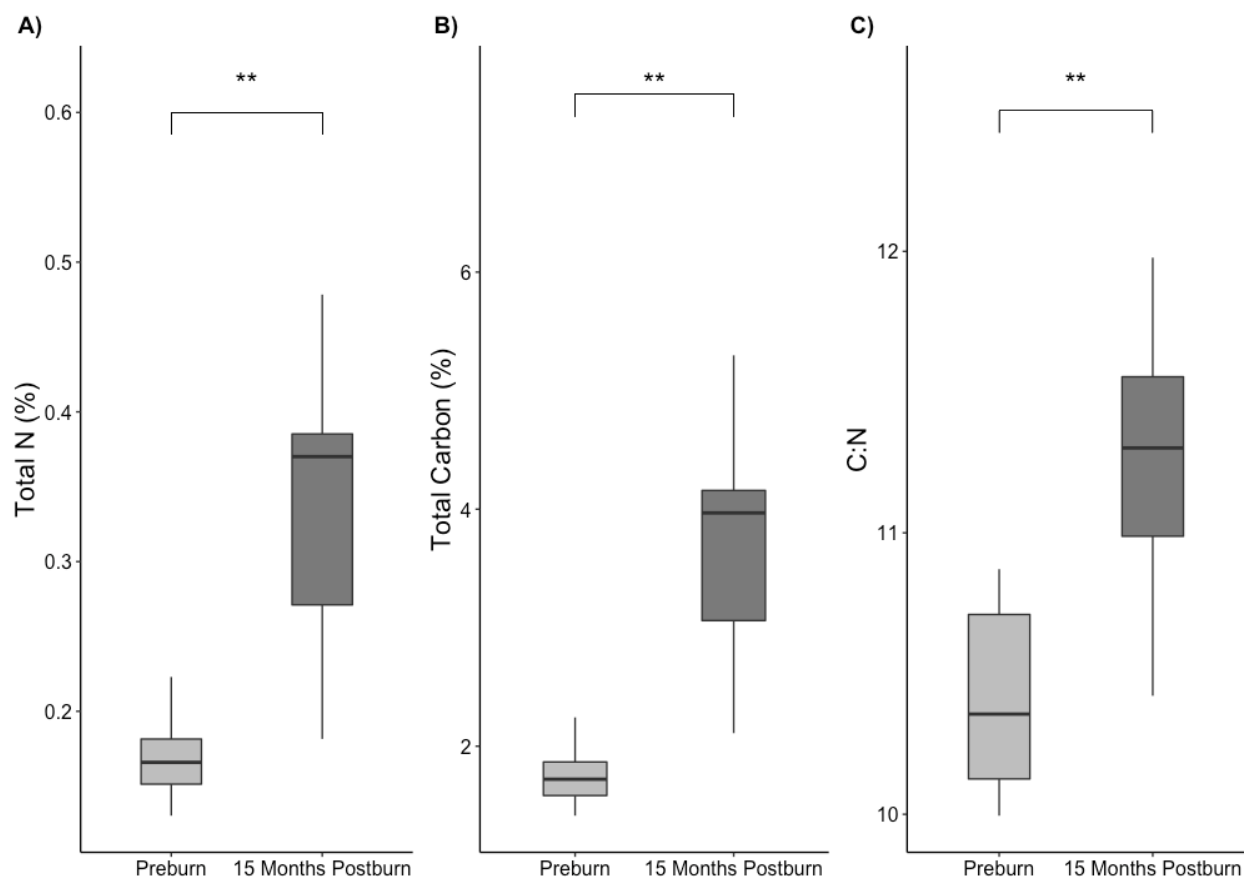 A)
**
0.6
0.5
0.4
0.3
0.2
Total N (%)
Preburn 15 Months Postburn
B)
**
6
4
2
Total Carbon (%)
Preburn 15 Months Postburn
C)
**
12
11
10
C:N
Preburn 15 Months Postburn